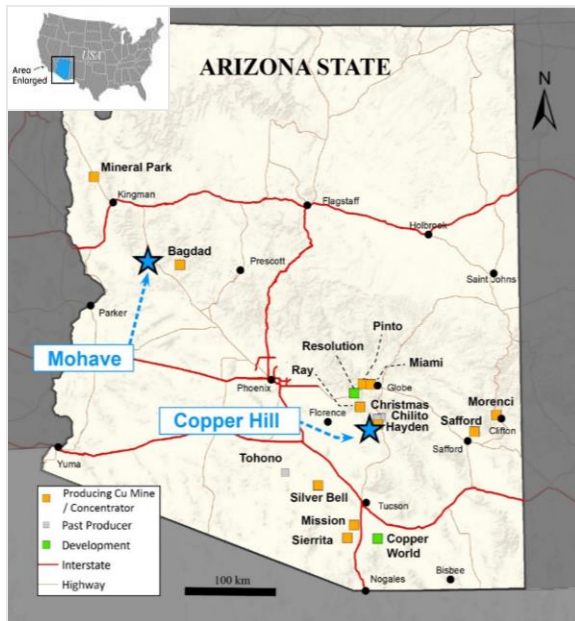 USA
Area
Enlarged
ARIZONA STATE
N
Mineral Park
Kingman
Flagstaff
Holbrook
Bagdad
Prescott
Saint Johns
Parker
Mohave
Pinto
Resolution
Miami
Ray
Phoenix
Globe
Christmas
Morenci
Copper Hill
Florence
Chilito
Hayden
Safford
Clifton
Safford
Yuma
Tohono
Silver Bell
Tucson
Mission
Sierrita
Copper
World
Bisbee
Nogales
Producing Cu Mine
/ Concentrator
Past Producer
Development
Interstate
Highway
100 km